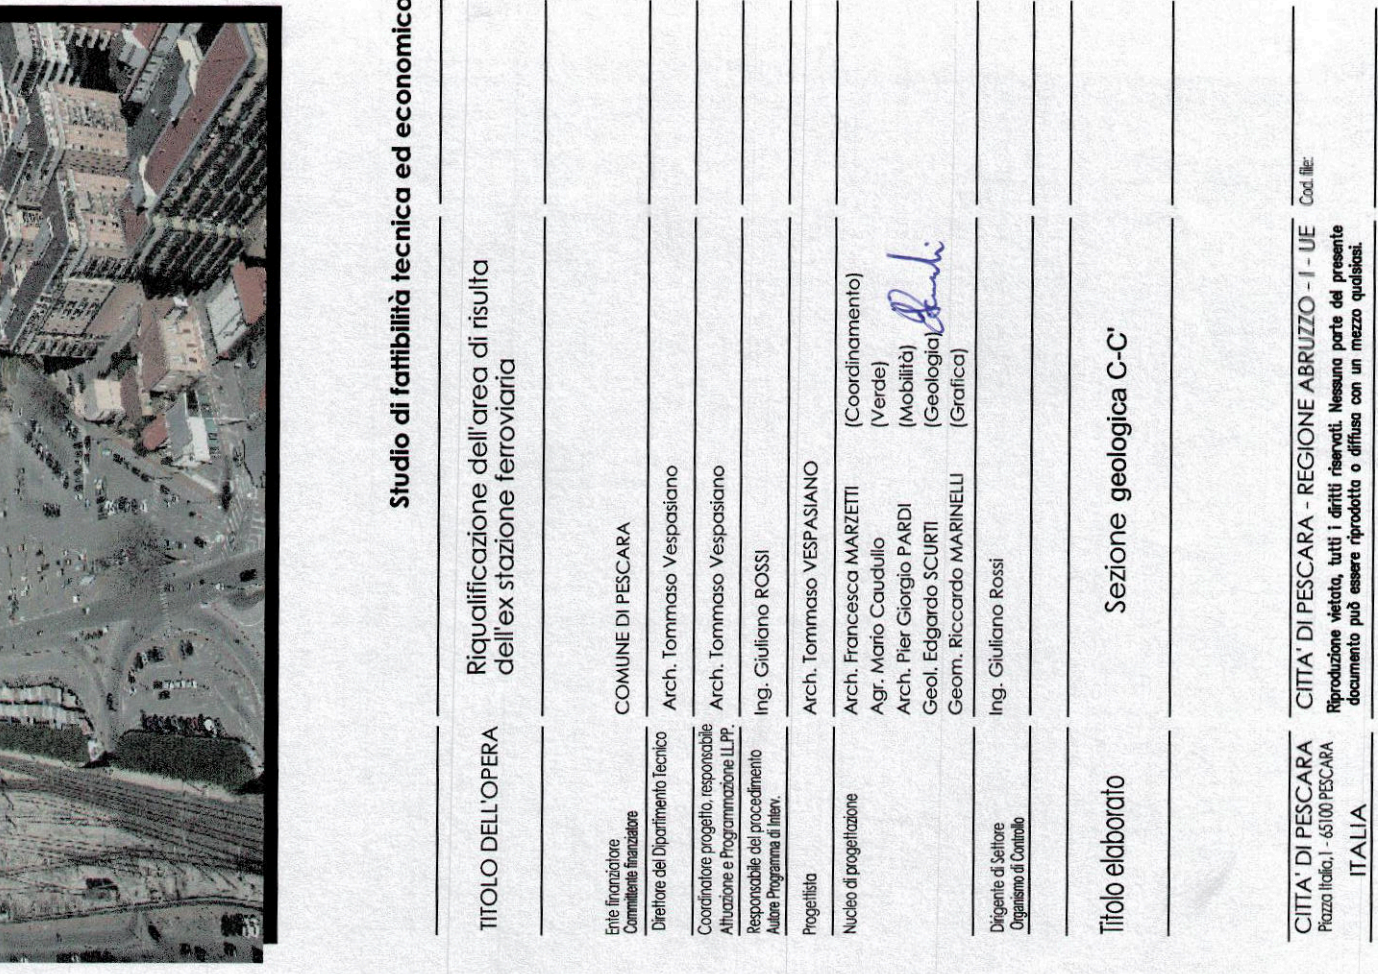 Studio di fattibilità tecnica ed economico
TITOLO DELL'OPERA
Riqualificazione dell'area di risulta
dell'ex stazione ferroviaria
Ente finanziatore
Committente finanziatore
COMUNE DI PESCARA
Direttore del Dipartimento Tecnico
Arch. Tommaso Vespasiano
Coordinatore progetto, responsabile
Attuazione e Programmazione LL.PP.
Arch. Tommaso Vespasiano
Responsabile del procedimento
Autore Programma di Interv.
Ing. Giuliano ROSSI
Progettista
Arch. Tommaso VESPASIANO
Nucleo di progettazione
Arch. Francesca MARZETTI (Coordinamento)
Agr. Mario Caudullo (Verde)
Arch. Pier Giorgio PARDI (Mobilità)
Geol. Edgardo SCURTI (Geologia)
Geom. Riccardo MARINELLI (Grafica)
Dirigente di Settore
Organismo di Controllo
Ing. Giuliano Rossi
Titolo elaborato
Sezione geologica C-C'
CITTA' DI PESCARA
Piazza Italia,1 - 65100 PESCARA
ITALIA
CITTA' DI PESCARA - REGIONE ABRUZZO - I - UE
Riproduzione vietata, tutti i diritti riservati. Nessuna parte del presente
documento può essere riprodotta o diffusa con un mezzo qualsiasi.
Cod. file: